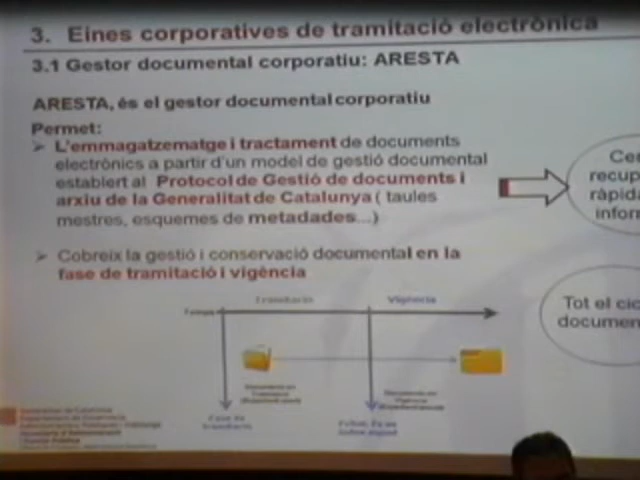 3. Eines corporatives de tramitació electrònica
3.1 Gestor documental corporatiu: ARESTA
ARESTA, és el gestor documental corporatiu
Permet:
➢ L'emmagatzematge i tractament de documents
electrònics a partir d'un model de gestió documental
establert al Protocol de Gestió de documents i
arxiu de la Generalitat de Catalunya ( taules
mestres, esquemes de metadades...)
➢ Cobreix la gestió i conservació documental en la
fase de tramitació i vigència
Cen
recup
ràpida
inform
Tot el cic
documen
Tramitació
Vigència
Temps